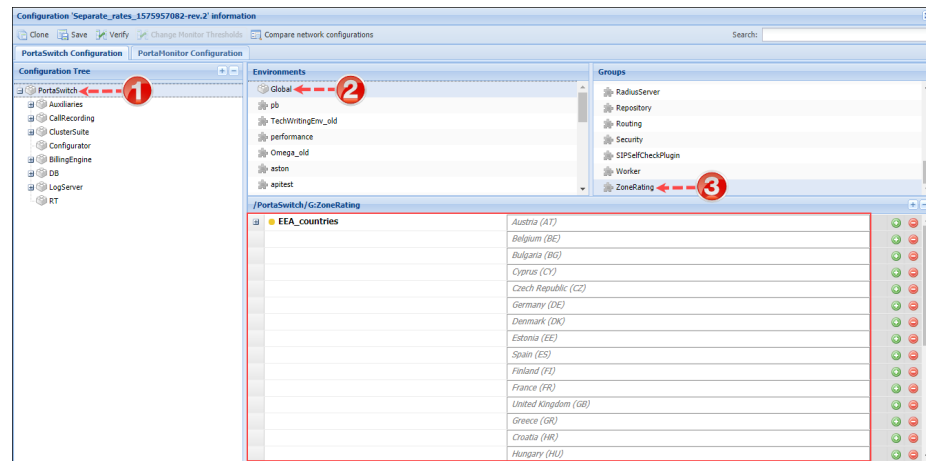 Configuration 'Separate_rates_1575957082-rev.2' information
Clone Save Verify Change Monitor Thresholds Compare network configurations Search:
PortaSwitch Configuration PortaMonitor Configuration
Configuration Tree
PortaSwitch
1
Auxiliaries
CallRecording
ClusterSuite
Configurator
BillingEngine
DB
LogServer
RT
Environments
Global
2
pb
TechWritingEnv_old
performance
Omega_old
aston
apitest
Groups
RadiusServer
Repository
Routing
Security
SIPSelfCheckPlugin
Worker
ZoneRating
3
/PortaSwitch/G:ZoneRating
EEA_countries Austria (AT)
Belgium (BE)
Bulgaria (BG)
Cyprus (CY)
Czech Republic (CZ)
Germany (DE)
Denmark (DK)
Estonia (EE)
Spain (ES)
Finland (FI)
France (FR)
United Kingdom (GB)
Greece (GR)
Croatia (HR)
Hungary (HU)